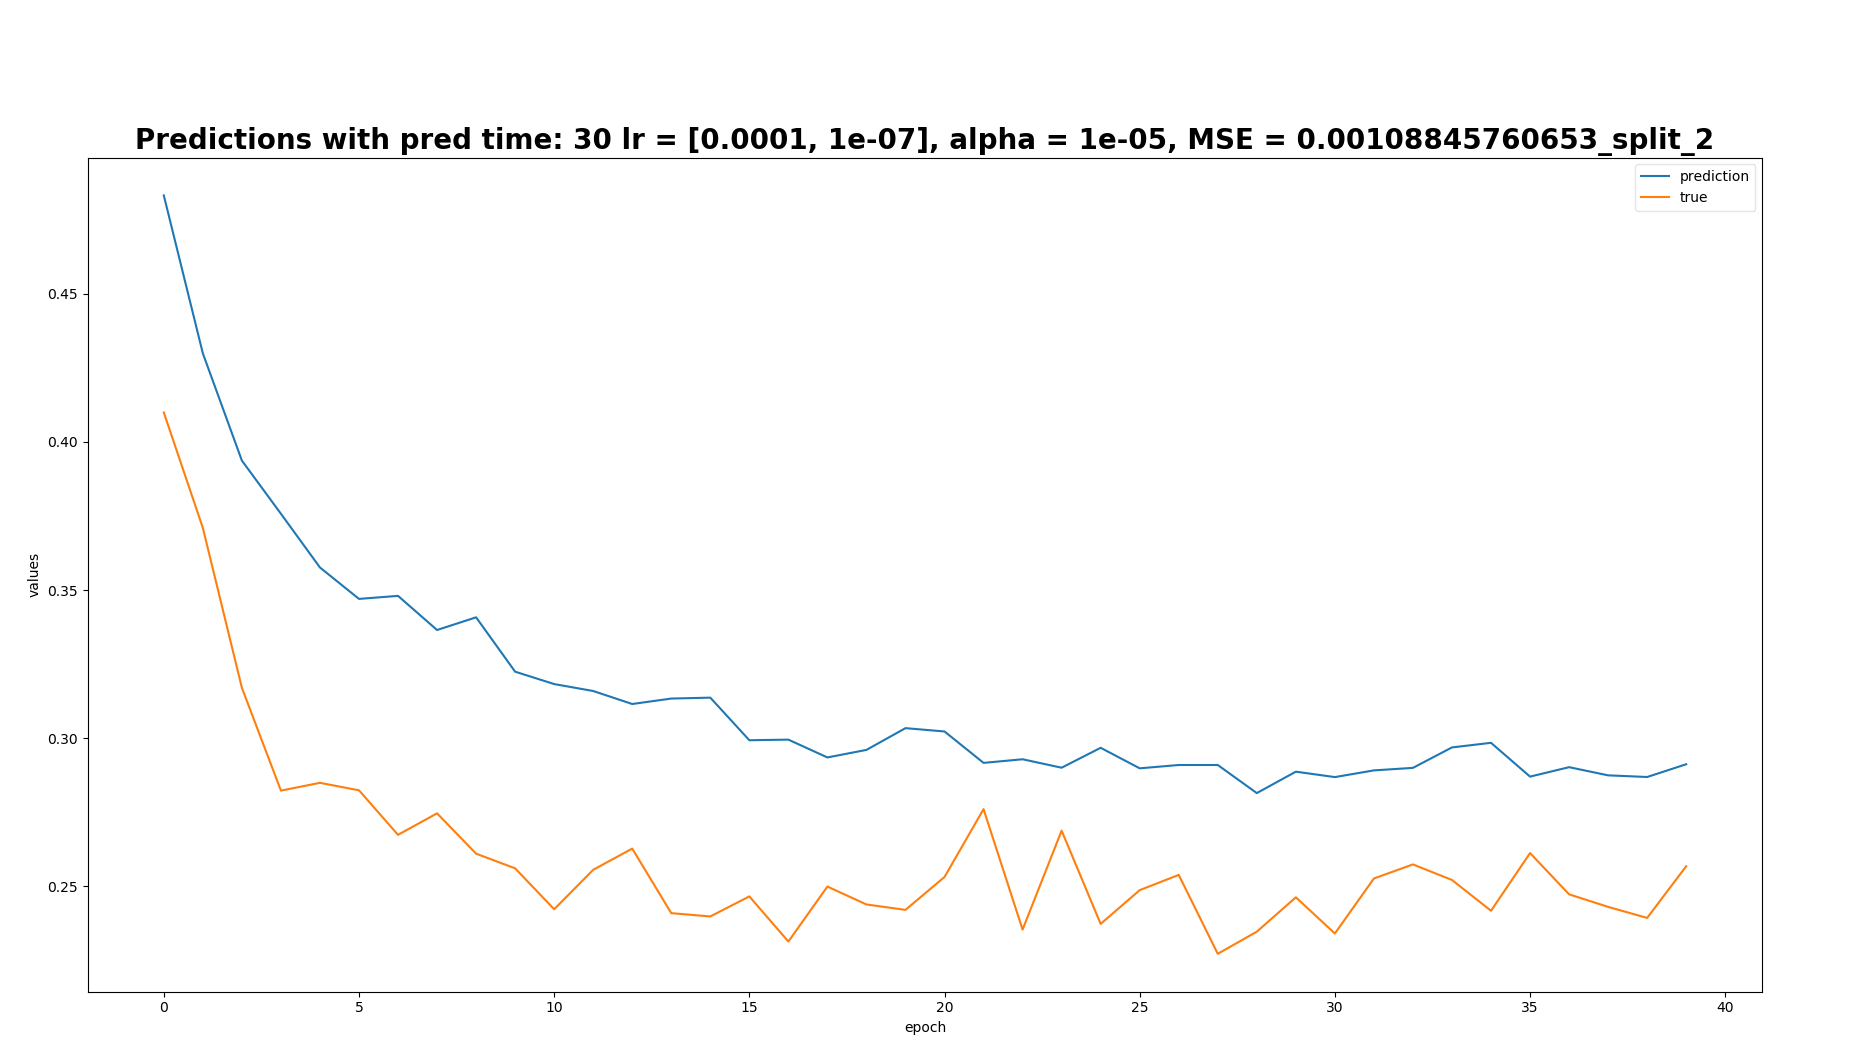 Predictions with pred time: 30 lr = [0.0001, 1e-07], alpha = 1e-05, MSE = 0.00108845760653_split_2
prediction
true
0.45
0.40
0.35
0.30
0.25
values
0 5 10 15 20 25 30 35 40
epoch